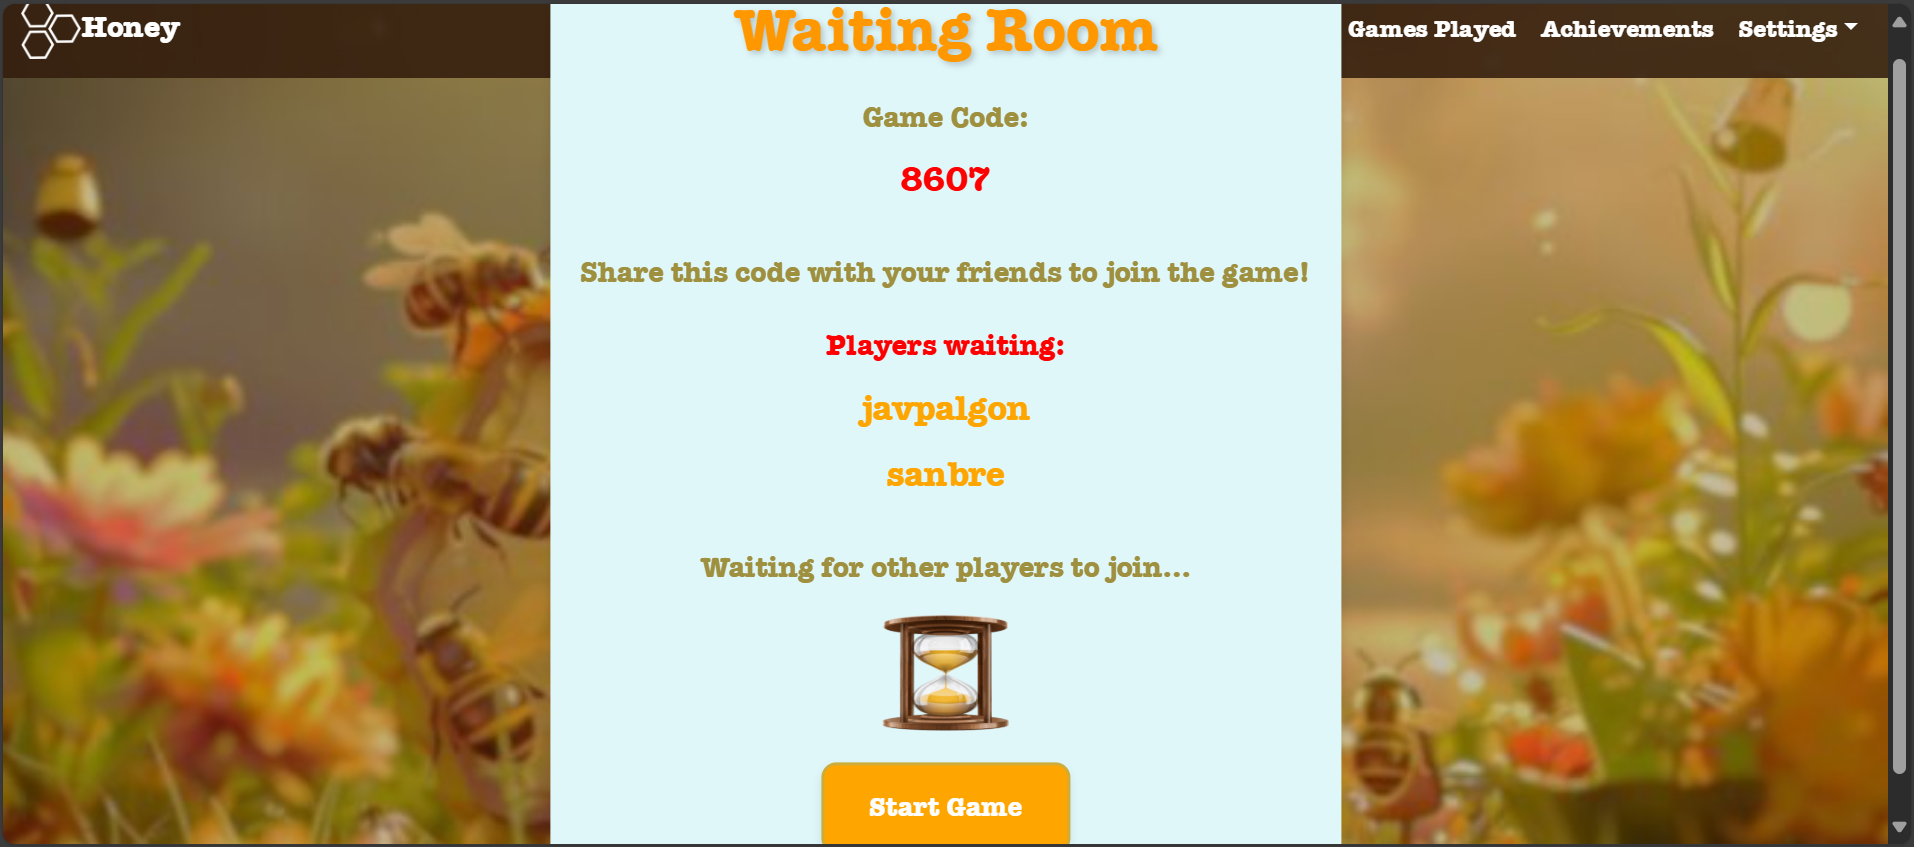 Honey
Games Played
Achievements
Settings
Waiting Room
Game Code:
8607
Share this code with your friends to join the game!
Players waiting:
javpalgon
sanbre
Waiting for other players to join...
Start Game